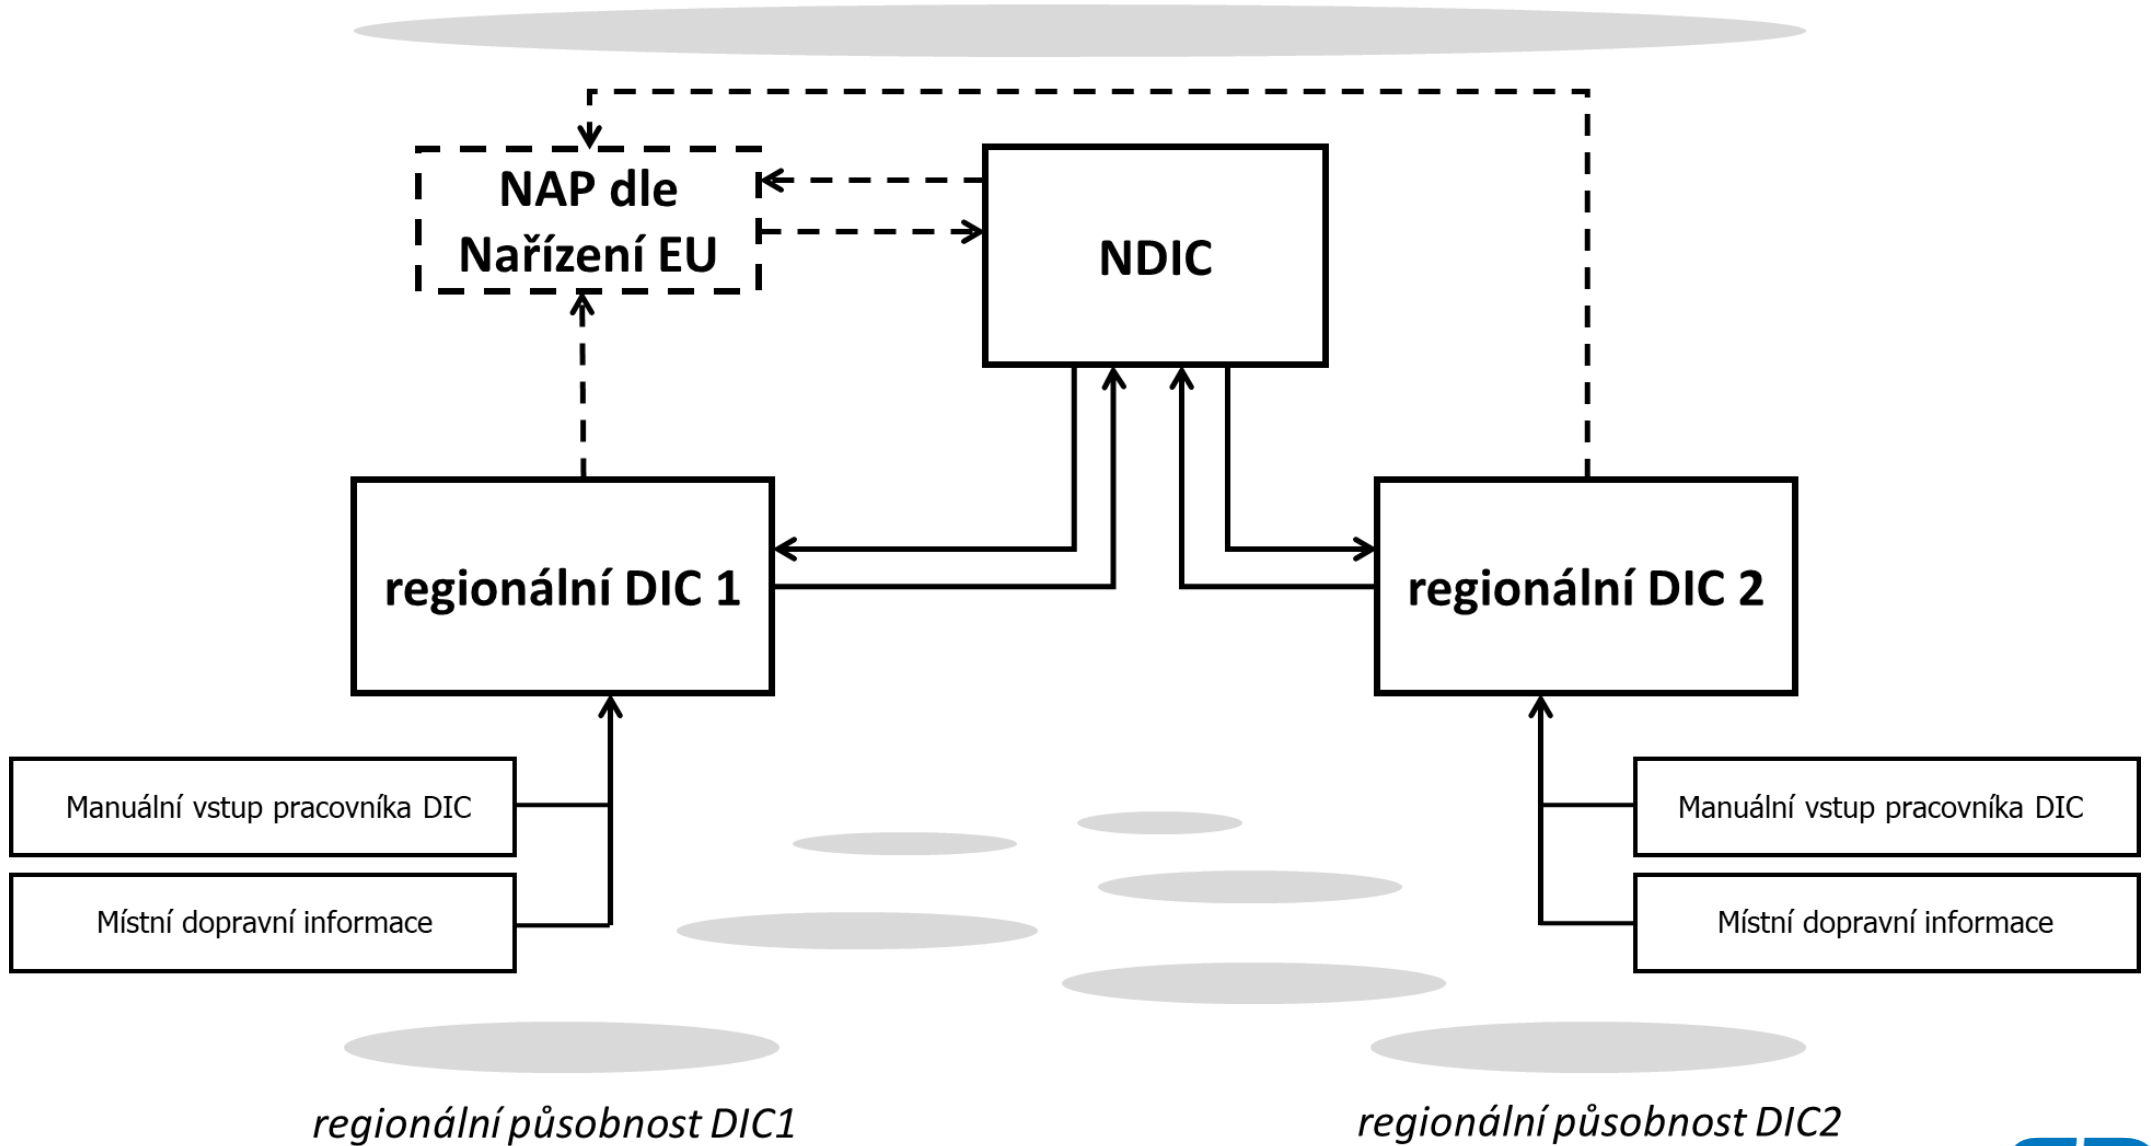 NAP dle
Nařízení EU
NDIC
regionální DIC 1
regionální DIC 2
Manuální vstup pracovníka DIC
Manuální vstup pracovníka DIC
Místní dopravní informace
Místní dopravní informace
regionální působnost DIC1
regionální působnost DIC2